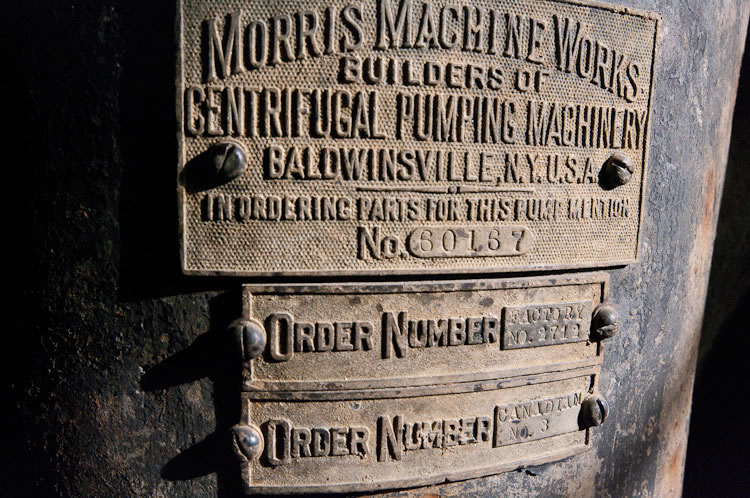 MORRIS MACHINE WORKS
BUILDERS OF
CENTRIFUGAL PUMPING MACHINERY
BALDWINSVILLE, N.Y. U.S.A.
IN ORDERING PARTS FOR THIS PUMP MENTION
No. 60167
ORDER NUMBER FACTORY
NO. 2712
ORDER NUMBER CANADIAN
NO. 3